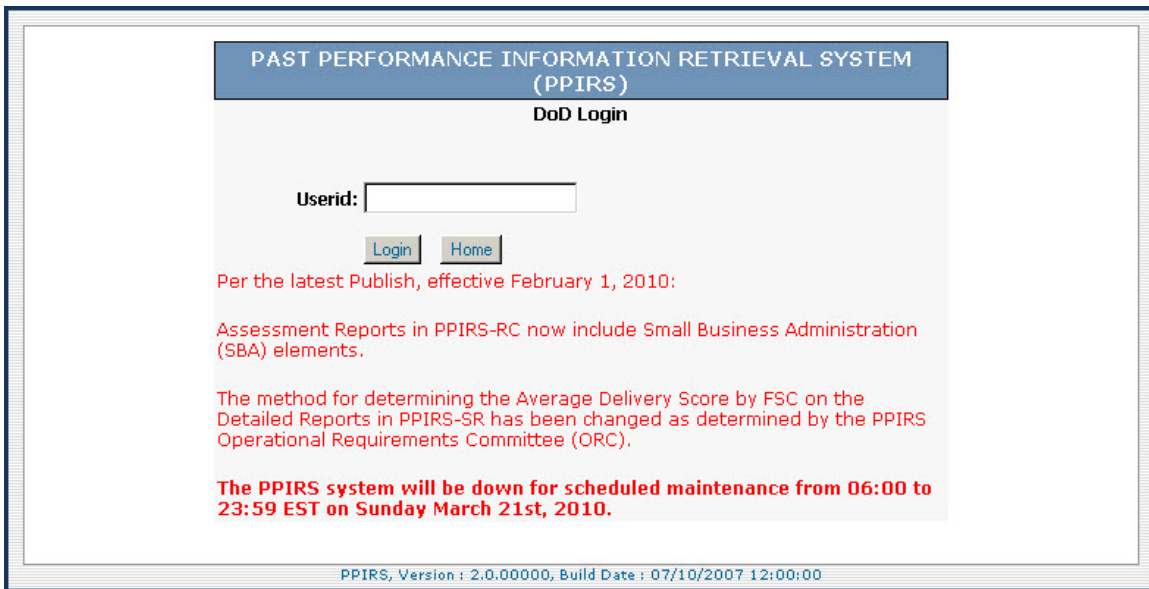 PAST PERFORMANCE INFORMATION RETRIEVAL SYSTEM
(PPIRS)
DoD Login
Userid:
Login Home
Per the latest Publish, effective February 1, 2010:
Assessment Reports in PPIRS-RC now include Small Business Administration
(SBA) elements.
The method for determining the Average Delivery Score by FSC on the
Detailed Reports in PPIRS-SR has been changed as determined by the PPIRS
Operational Requirements Committee (ORC).
The PPIRS system will be down for scheduled maintenance from 06:00 to
23:59 EST on Sunday March 21st, 2010.
PPIRS, Version : 2.0.00000, Build Date : 07/10/2007 12:00:00